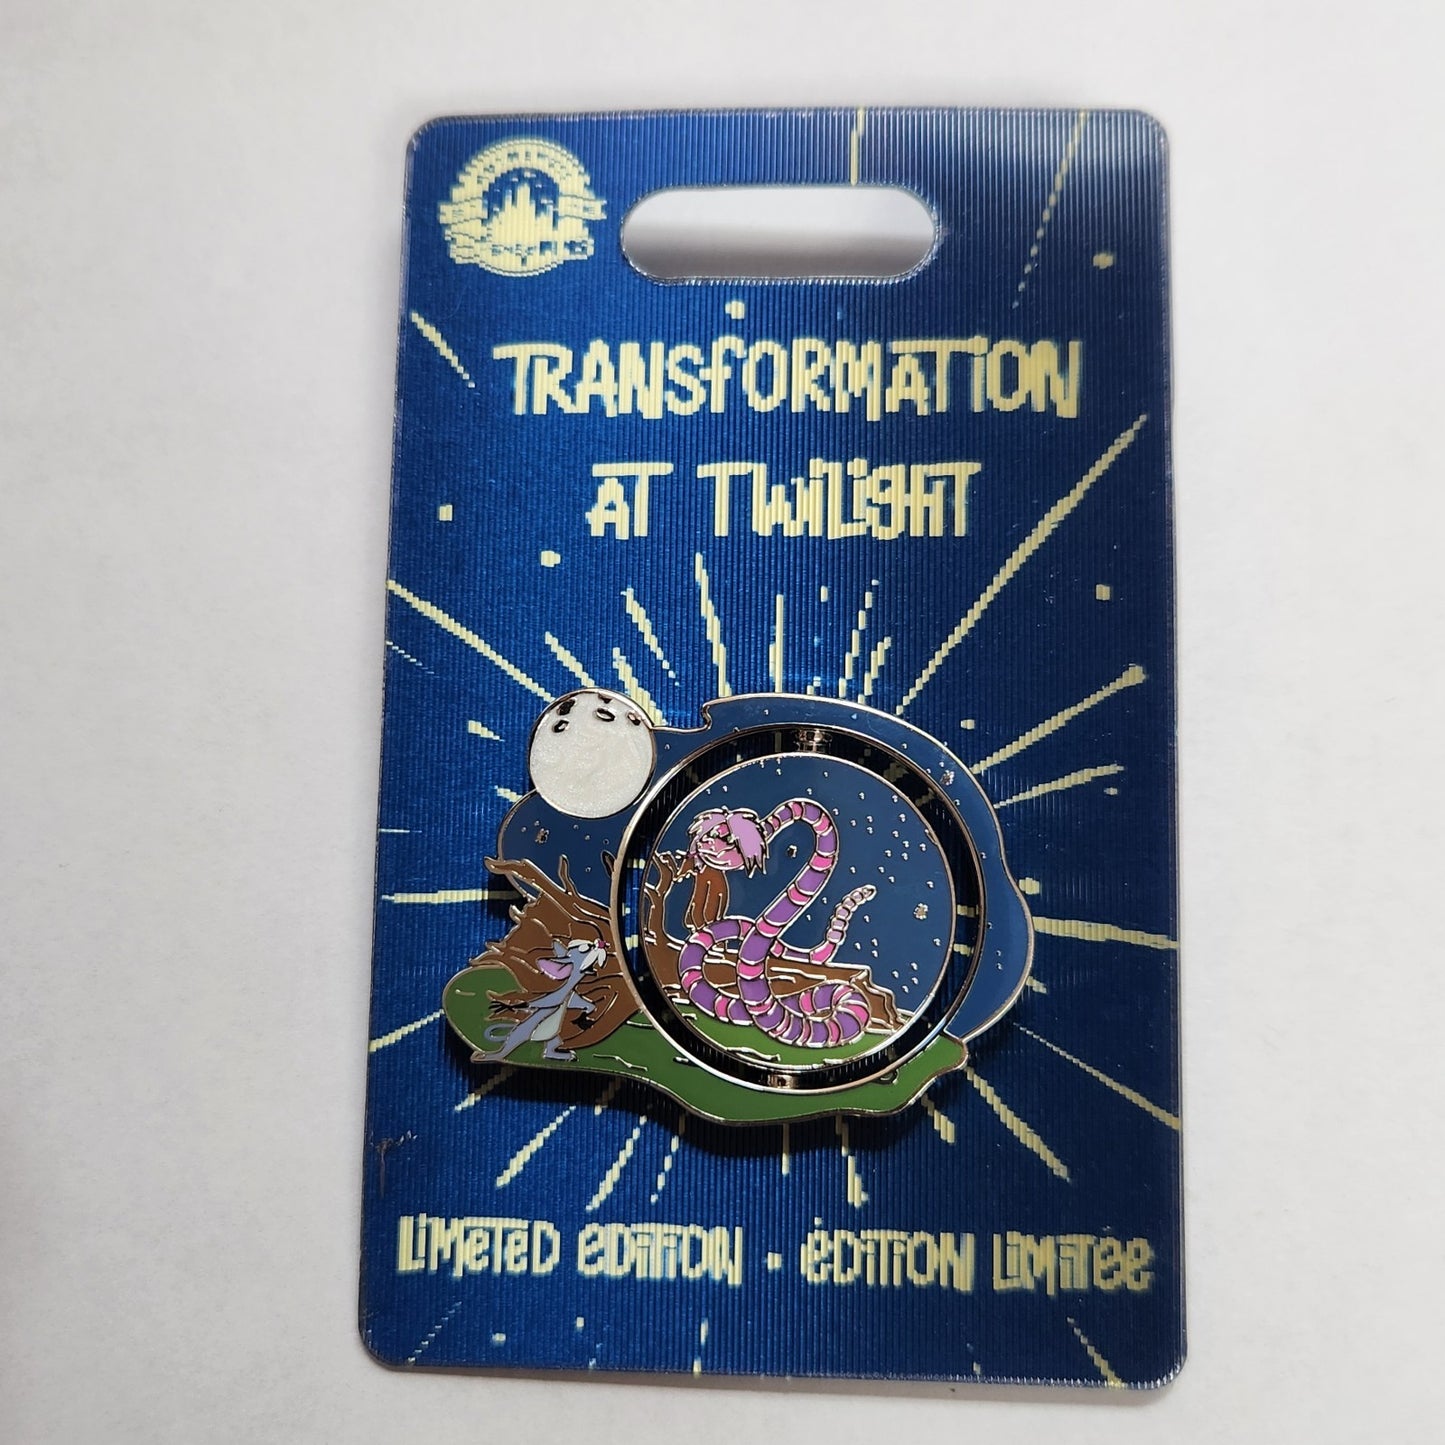 TRANSFORMATION
AT TWILIGHT
LIMITED EDITION • ÉDITION LIMITÉE